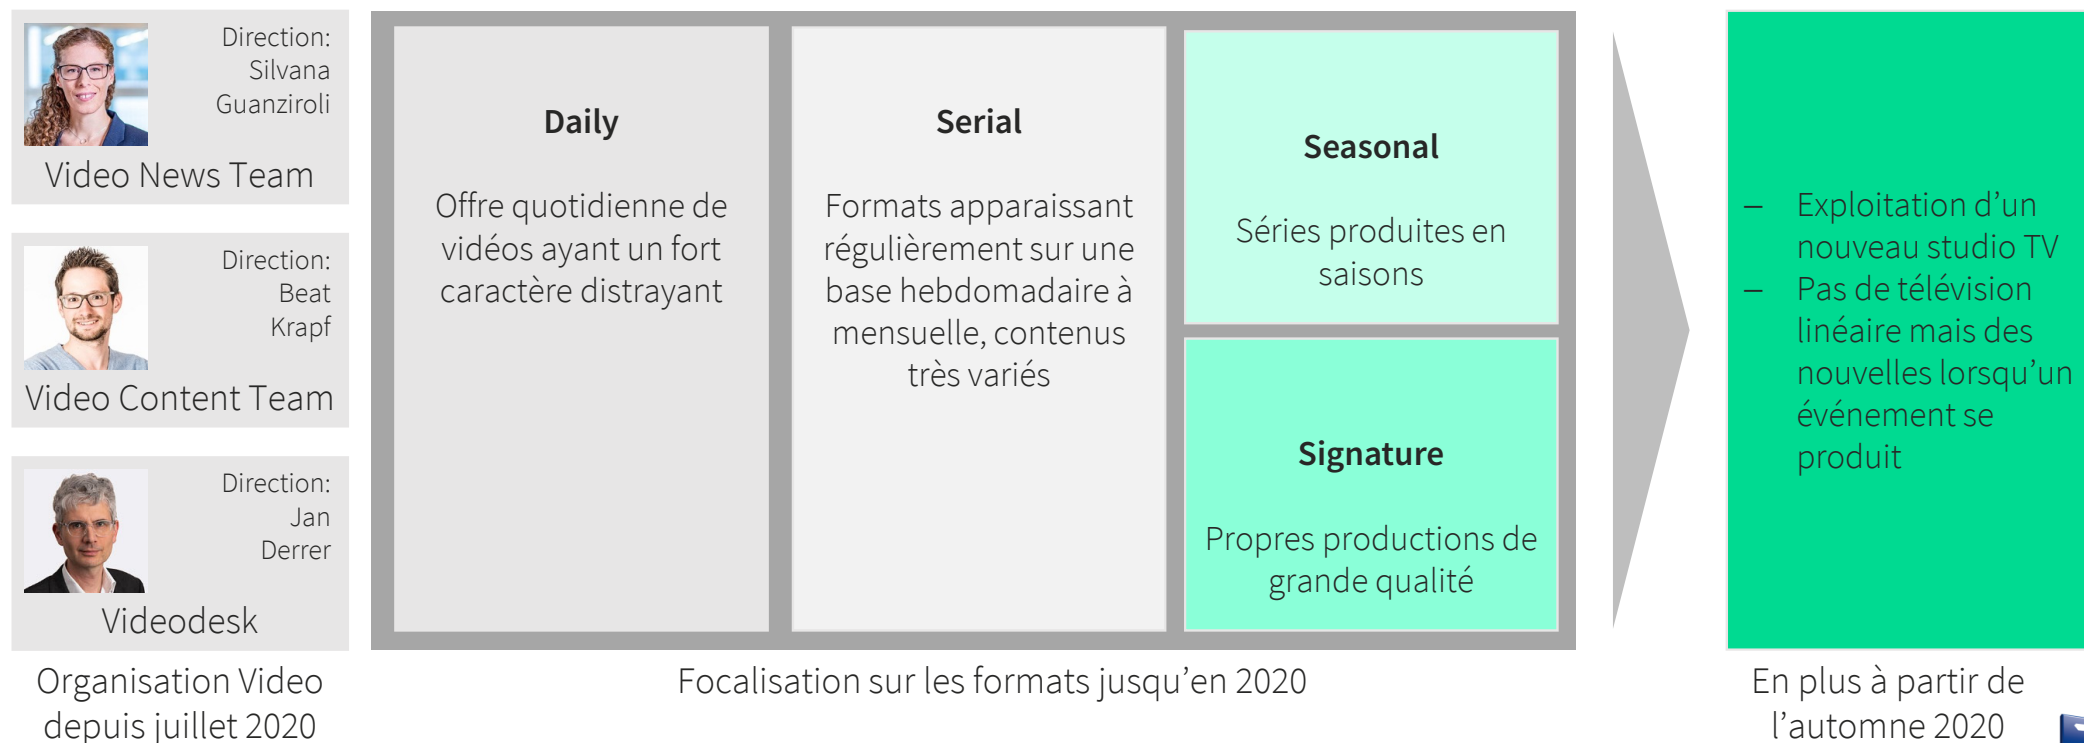 Direction:
Silvana
Guanziroli
Video News Team
Direction:
Beat
Krapf
Video Content Team
Direction:
Jan
Derrer
Videodesk
Organisation Video
depuis juillet 2020
Daily
Offre quotidienne de
vidéos ayant un fort
caractère distrayant
Serial
Formats apparaissant
régulièrement sur une
base hebdomadaire à
mensuelle, contenus
très variés
Seasonal
Séries produites en
saisons
Signature
Propres productions de
grande qualité
Focalisation sur les formats jusqu’en 2020
– Exploitation d’un
nouveau studio TV
– Pas de télévision
linéaire mais des
nouvelles lorsqu’un
événement se
produit
En plus à partir de
l’automne 2020